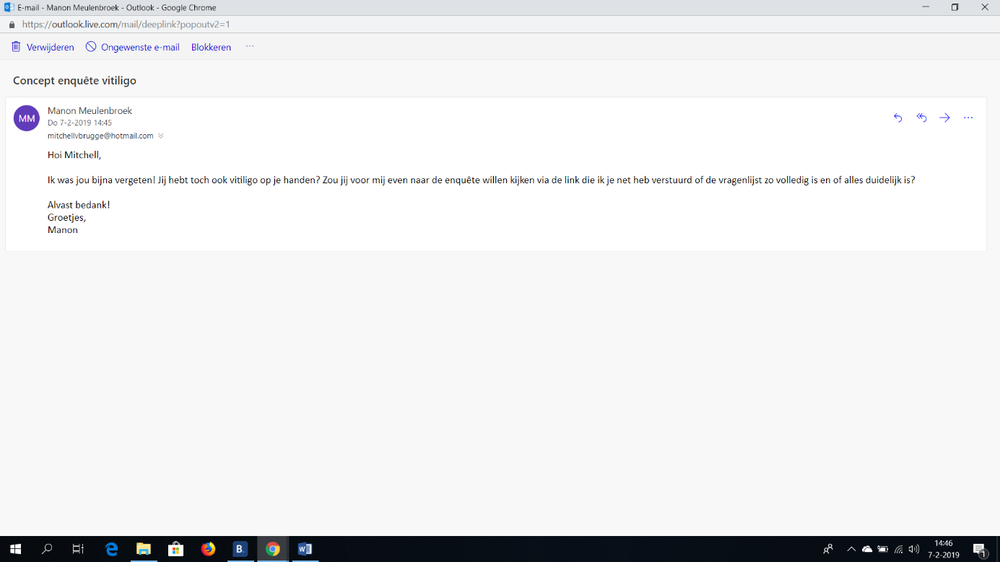 E-mail - Manon Meulenbroek - Outlook - Google Chrome
https://outlook.live.com/mail/deeplink?popoutv2=1
Verwijderen Ongewenste e-mail Blokkeren ...
Concept enquête vitiligo
MM
Manon Meulenbroek
Do 7-2-2019 14:45
mitchellvbrugge@hotmail.com
Hoi Mitchell,
Ik was jou bijna vergeten! Jij hebt toch ook vitiligo op je handen? Zou jij voor mij even naar de enquête willen kijken via de link die ik je net heb verstuurd of de vragenlijst zo volledig is en of alles duidelijk is?
Alvast bedank!
Groetjes,
Manon
B.
14:46
7-2-2019
1